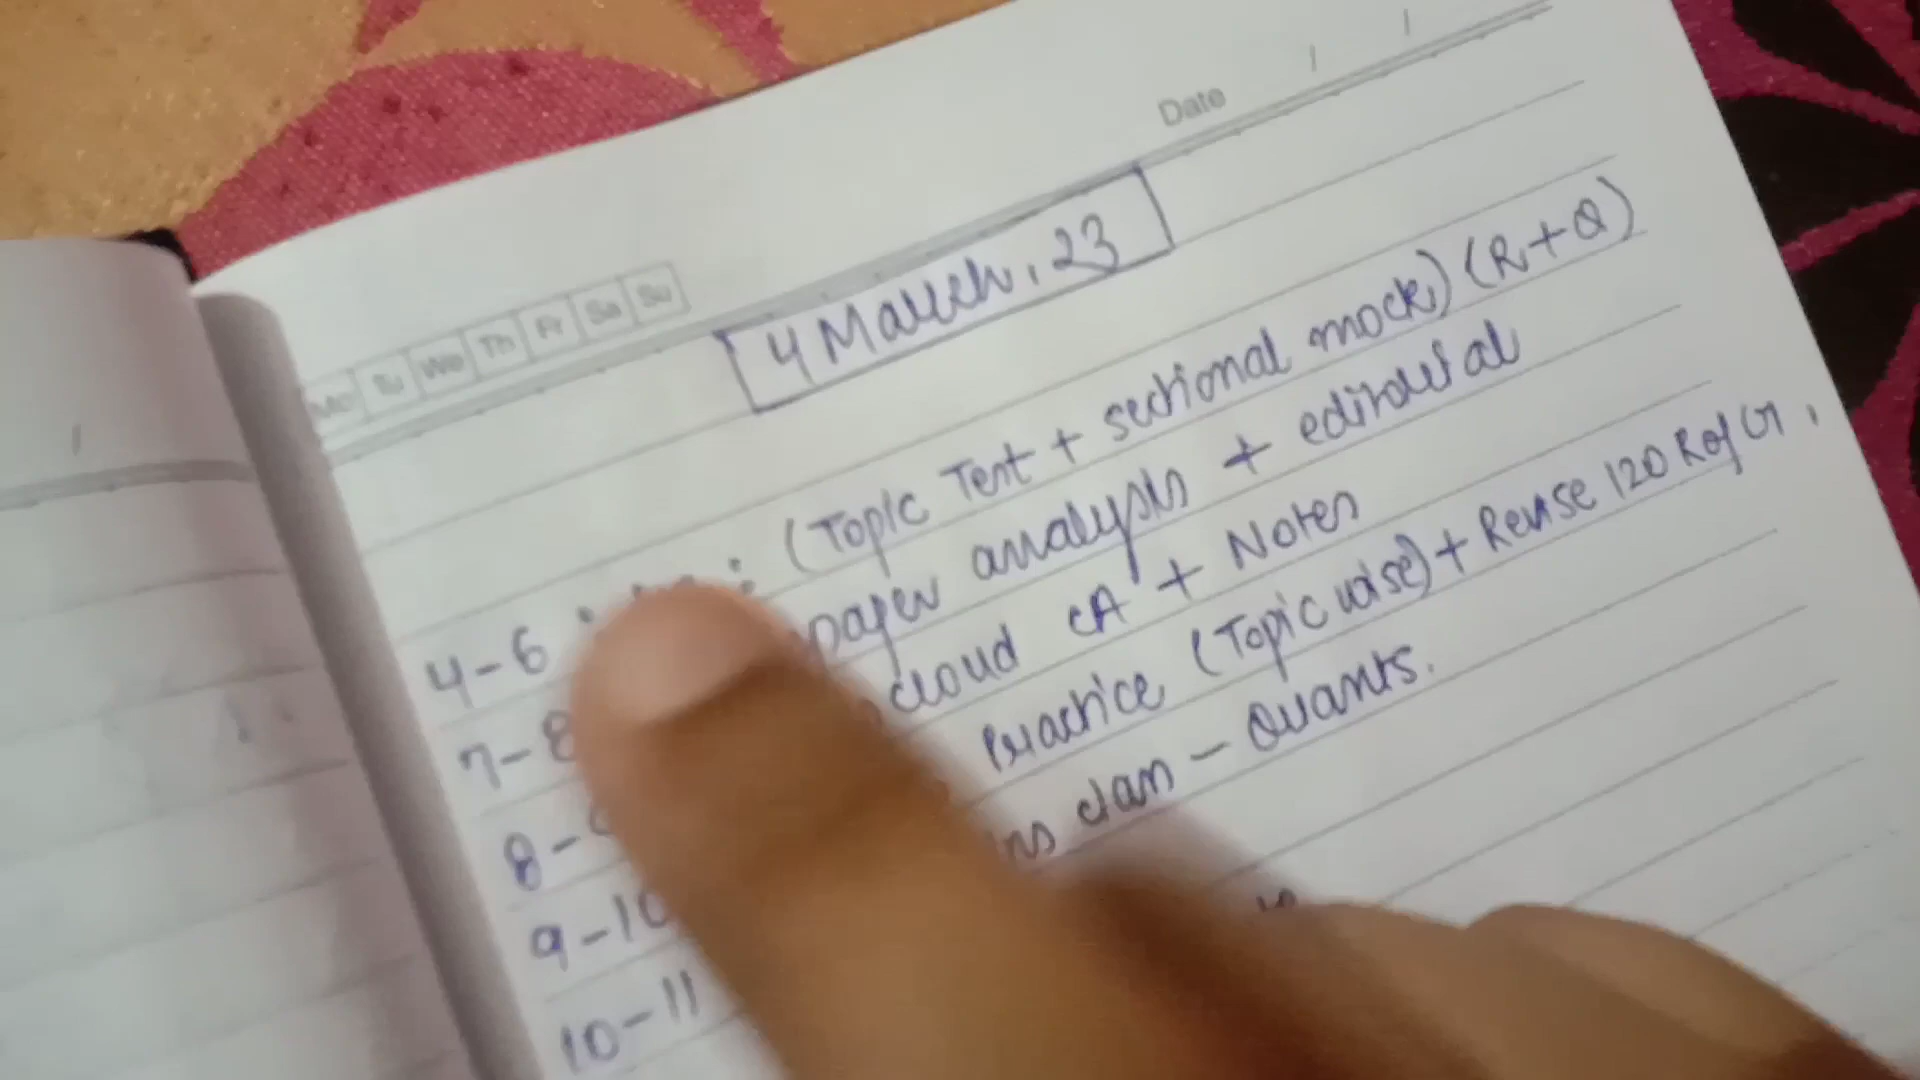 Date / /
Mo Tu We Th Fr Sa Su
4 March, 23
4-6 : (Topic Test + sectional mock) (R+Q)
7-8 paper analysis + editorial
8- cloud CA + Notes
9-10 Practice (Topic wise) + Revise 120 R of G.
10-11 clan - Quants.